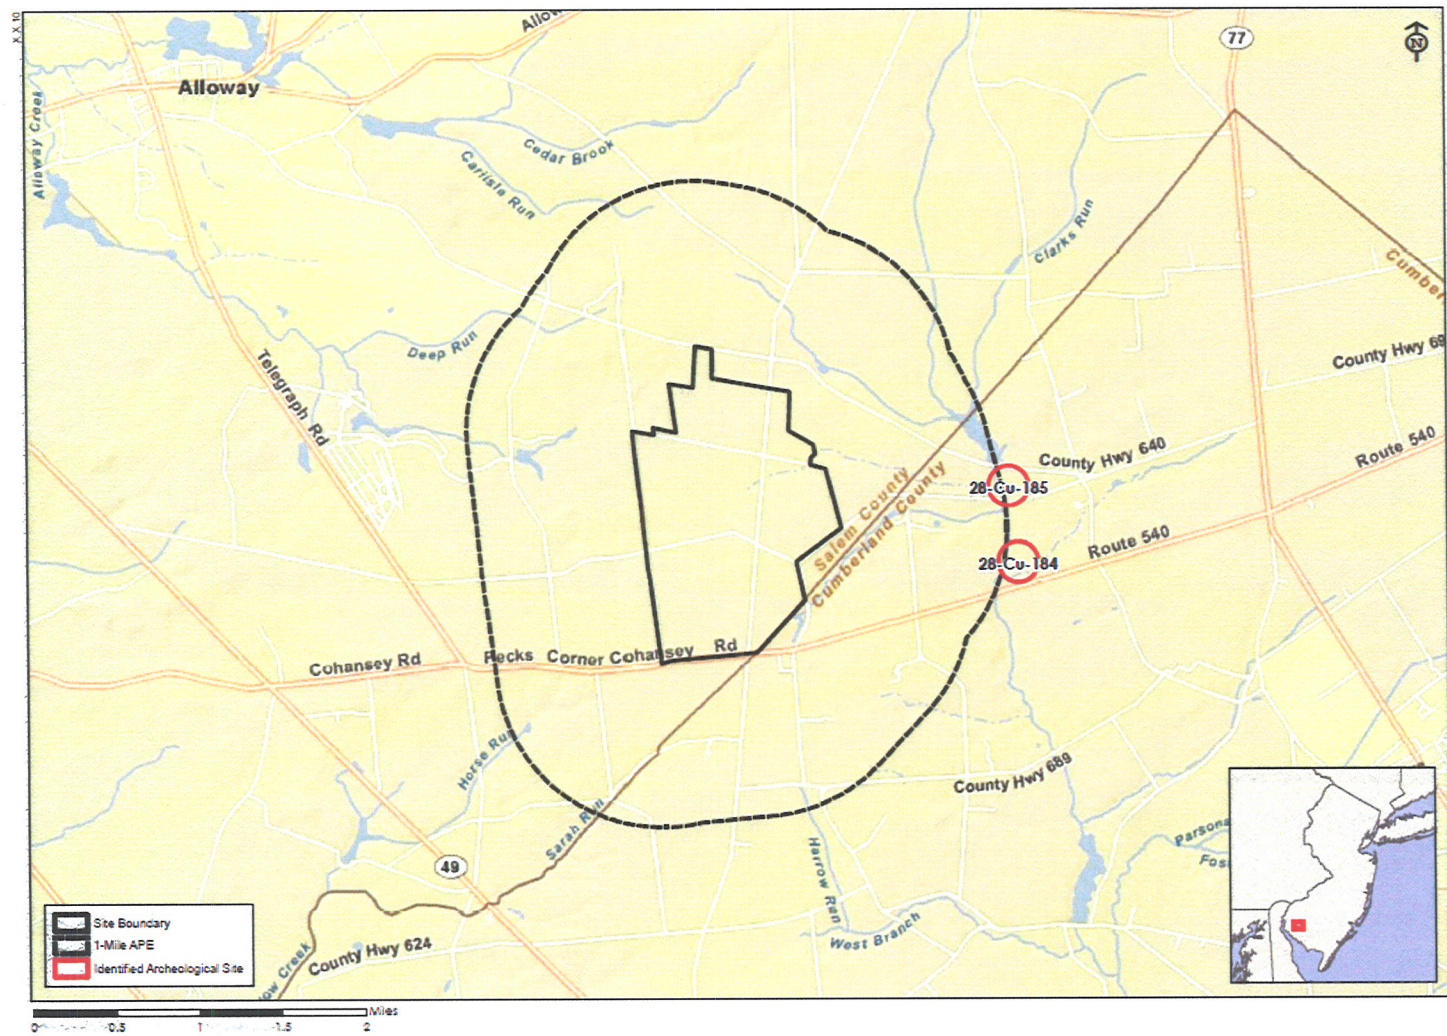 77
N
Alloway
Alloway Creek
Cedar Brook
Carlisle Run
Clarks Run
Deep Run
Telegraph Rd
County Hwy 640
Route 540
28-Cu-185
Salem County
Cumberland County
28-Cu-184
Route 540
Cohansey Rd
Pecks Corner Cohansey Rd
Horse Run
County Hwy 689
Sarah Run
49
Harrow Run
West Branch
County Hwy 624
Site Boundary
1-Mile APE
Identified Archeological Site
Miles
0 0.5 1 1.5 2